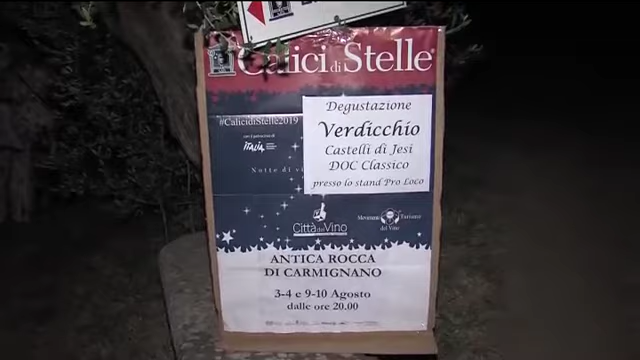 Calici di Stelle
#CalicidiStelle2019
Degustazione
Verdicchio
Castelli di Jesi
DOC Classico
presso lo stand Pro Loco
Notte di
Città del Vino
Movimento Turismo
del Vino
ANTICA ROCCA
DI CARMIGNANO
3-4 e 9-10 Agosto
dalle ore 20.00